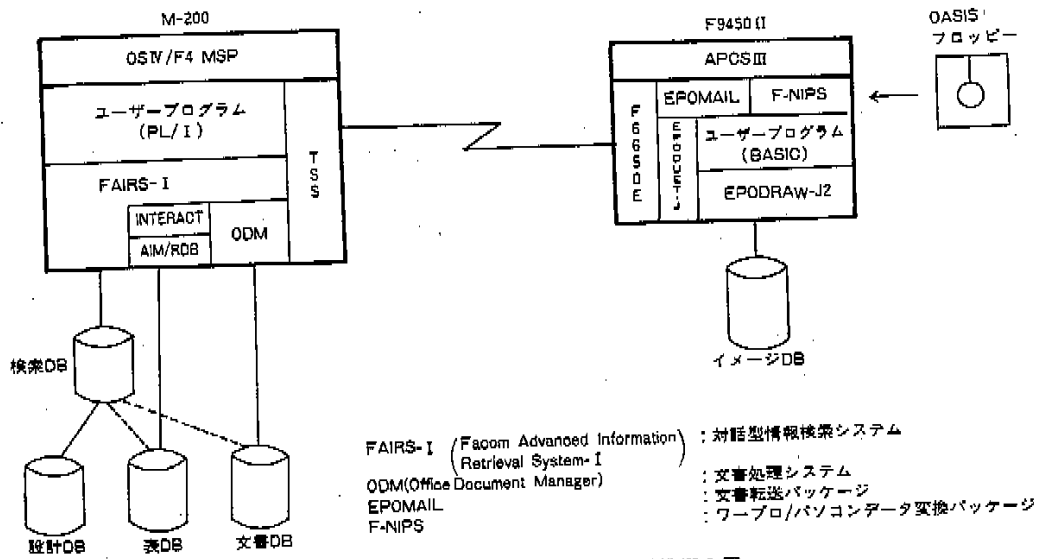 M-200
OSⅣ/F4 MSP
ユーザープログラム
(PL/Ⅰ)
FAIRS-Ⅰ
INTERACT
AIM/RDB
ODM
TSS
検索DB
設計DB
表DB
文書DB
F9450Ⅱ
APCSⅢ
F6650E
EPOMAIL
F-NIPS
ユーザープログラム
(BASIC)
EPODRAW-J2
イメージDB
OASIS
フロッピー
FAIRS-Ⅰ (Facom Advanced Information Retrieval System-Ⅰ) :対話型情報検索システム
ODM(Office Document Manager) :文書処理システム
EPOMAIL :文書転送パッケージ
F-NIPS :ワープロ/パソコンデータ変換パッケージ